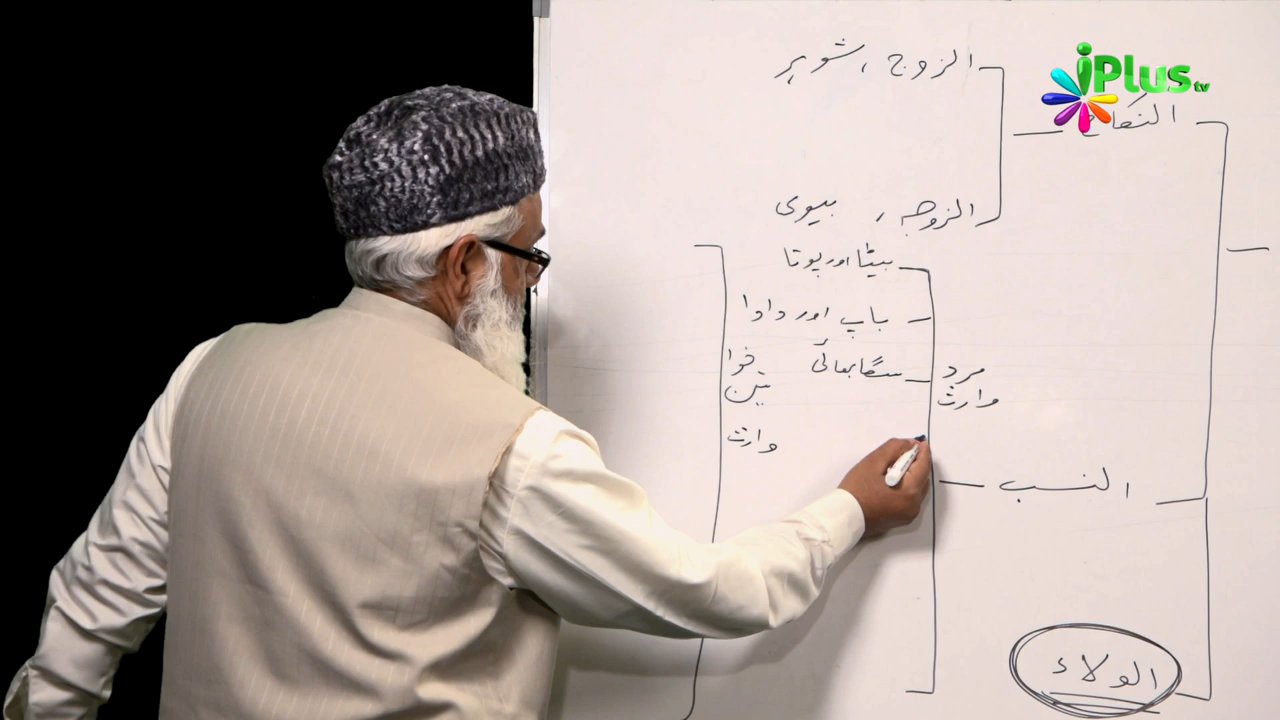 iPlus tv
الزوج ، شوہر
النکاح
الزوجہ ، بیوی
بیٹا اور پوتا
باپ اور دادا
سگا بھائی
مرد
وارث
خوا
تین
وارث
النسب
الولاء